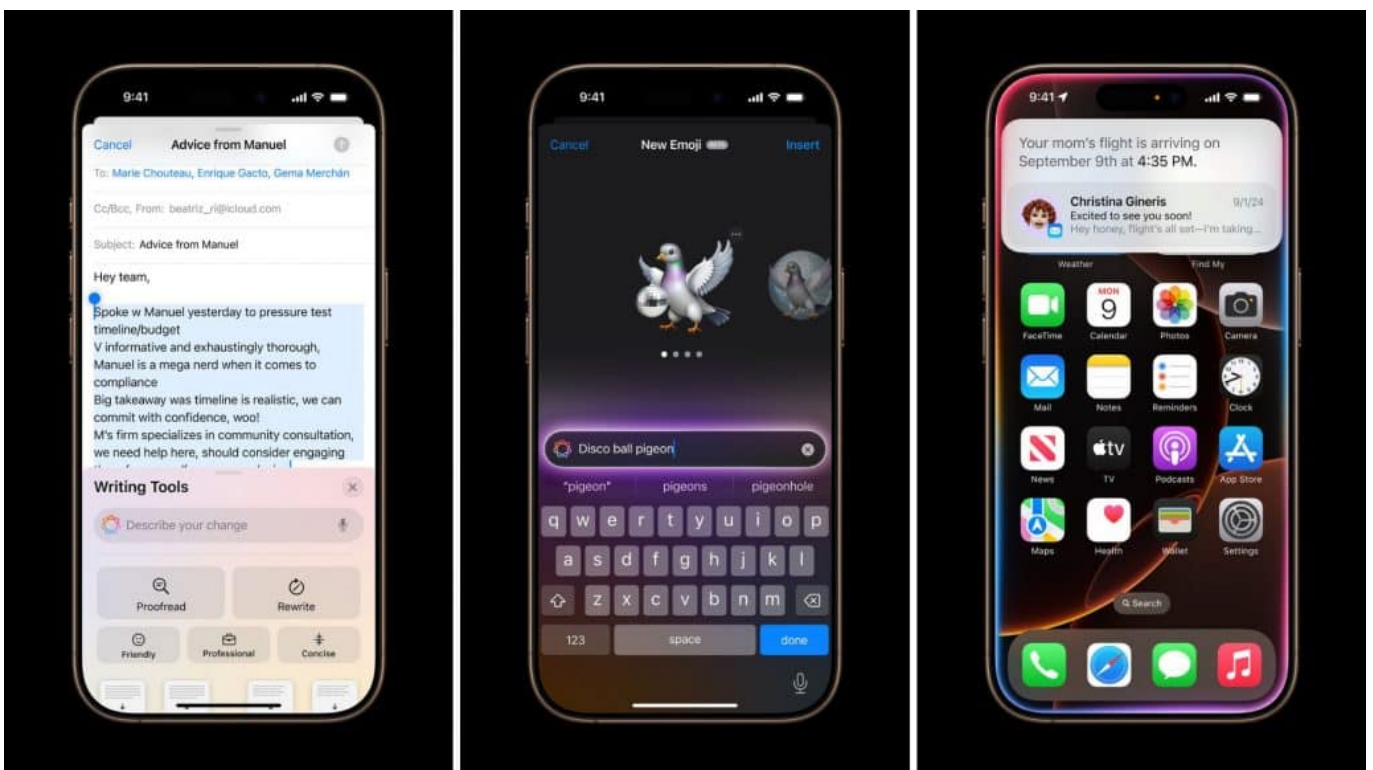 9:41
Cancel Advice from Manuel
To: Marie Chouteau, Enrique Gacto, Gema Merchán
Cc/Bcc, From: beatriz_ri@icloud.com
Subject: Advice from Manuel
Hey team,
Spoke w Manuel yesterday to pressure test
timeline/budget
V informative and exhaustingly thorough,
Manuel is a mega nerd when it comes to
compliance
Big takeaway was timeline is realistic, we can
commit with confidence, woo!
M's firm specializes in community consultation,
we need help here, should consider engaging
Writing Tools
Describe your change
Proofread Rewrite
Friendly Professional Concise
9:41
Cancel New Emoji Insert
Disco ball pigeon
"pigeon" pigeons pigeonhole
q w e r t y u i o p
a s d f g h j k l
z x c v b n m
123 space done
9:41
Your mom's flight is arriving on
September 9th at 4:35 PM.
Christina Gineris 9/1/24
Excited to see you soon!
Hey honey, flight's all set—I'm taking...
Weather Find My
MON
9
FaceTime Calendar Photos Camera
Mail Notes Reminders Clock
tv
News TV Podcasts App Store
Maps Health Wallet Settings
Search